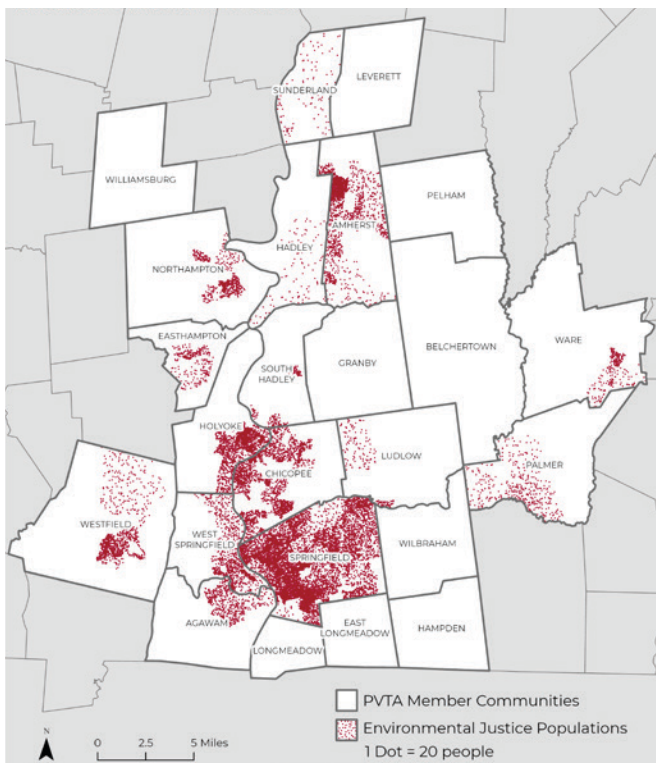 LEVERETT
SUNDERLAND
WILLIAMSBURG
PELHAM
AMHERST
HADLEY
NORTHAMPTON
EASTHAMPTON
WARE
SOUTH
HADLEY
GRANBY
BELCHERTOWN
HOLYOKE
LUDLOW
PALMER
CHICOPEE
WESTFIELD
WEST
SPRINGFIELD
WILBRAHAM
SPRINGFIELD
AGAWAM
EAST
LONGMEADOW
HAMPDEN
LONGMEADOW
PVTA Member Communities
Environmental Justice Populations
1 Dot = 20 people
N
0 2.5 5 Miles